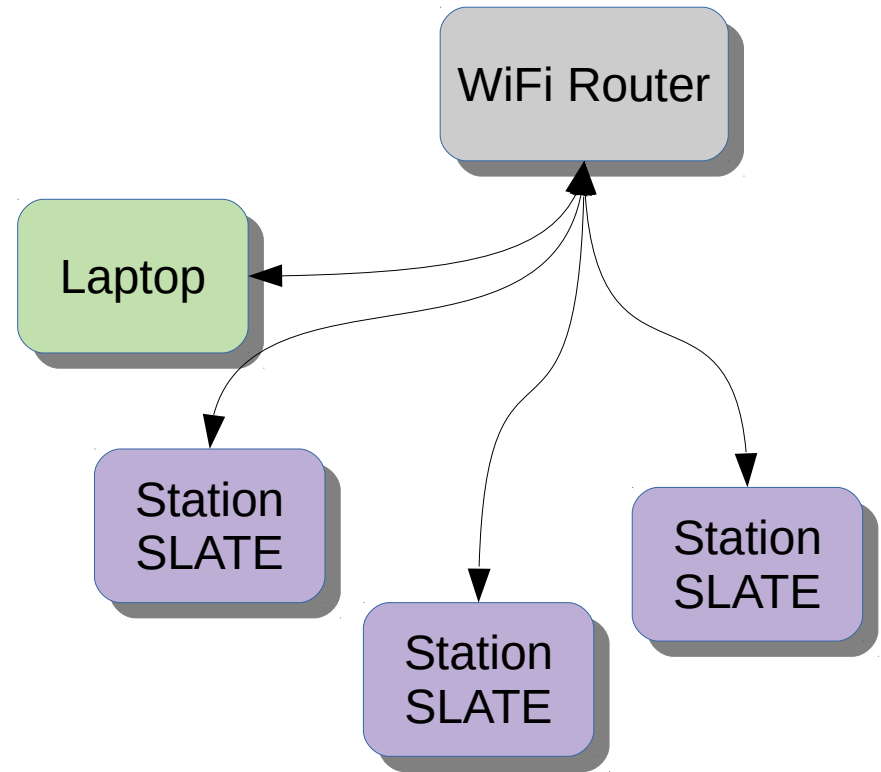 WiFi Router
Laptop
Station
SLATE
Station
SLATE
Station
SLATE